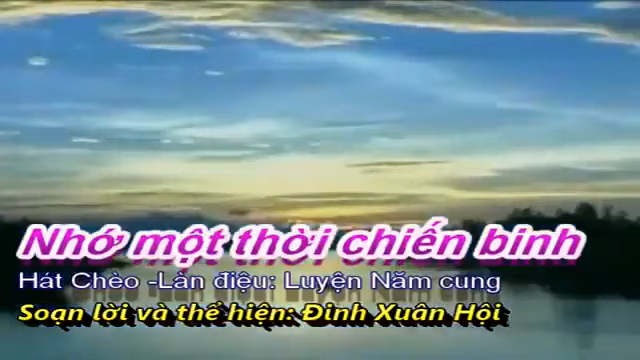 Nhớ một thời chiến binh
Hát Chèo -Làn điệu: Luyện Năm cung
Soạn lời và thể hiện: Đinh Xuân Hội